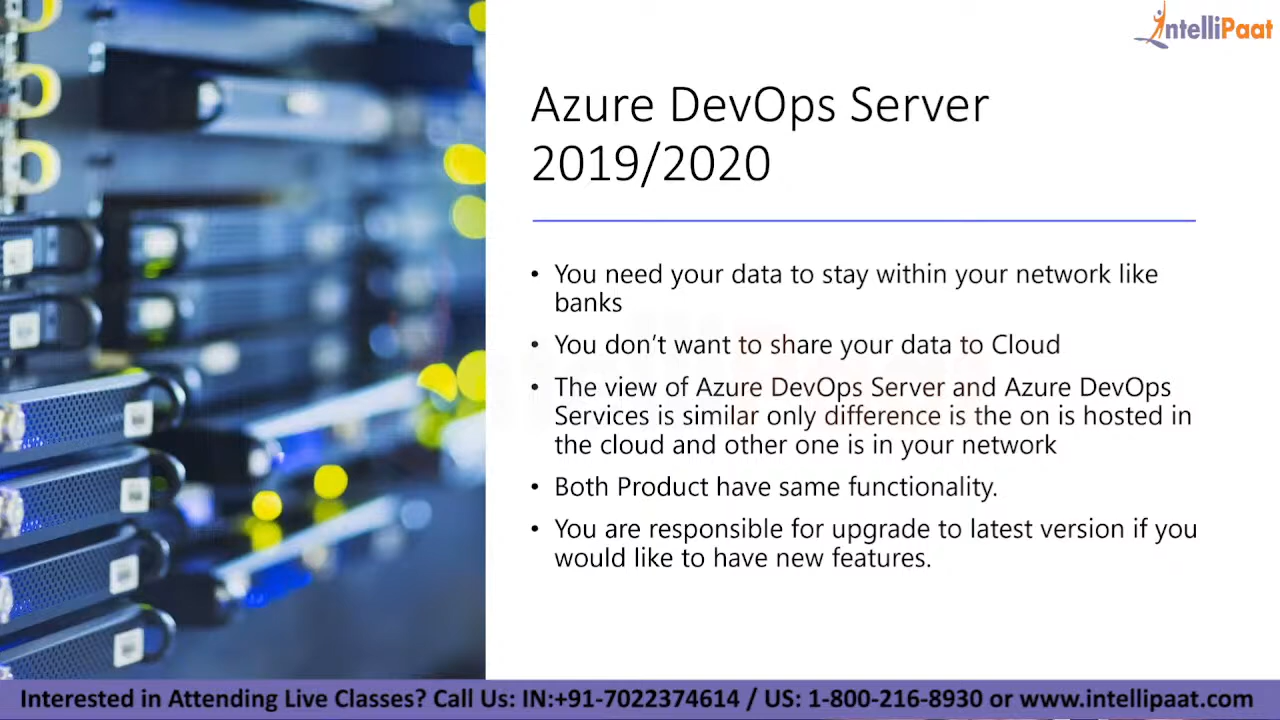 IntelliPaat
Azure DevOps Server
2019/2020
• You need your data to stay within your network like
banks
• You don't want to share your data to Cloud
• The view of Azure DevOps Server and Azure DevOps
Services is similar only difference is the on is hosted in
the cloud and other one is in your network
• Both Product have same functionality.
• You are responsible for upgrade to latest version if you
would like to have new features.
Interested in Attending Live Classes? Call Us: IN:+91-7022374614 / US: 1-800-216-8930 or www.intellipaat.com